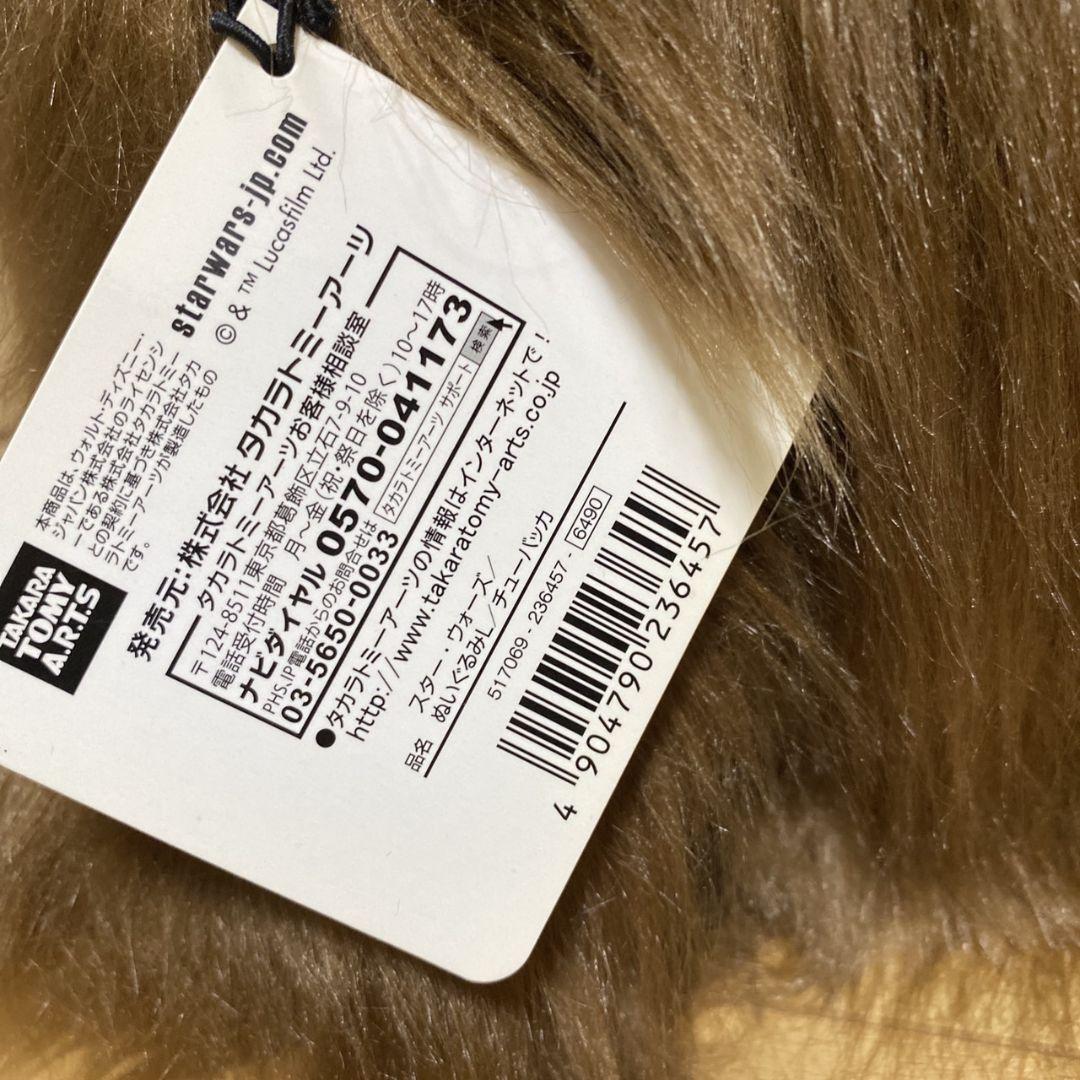 starwars-jp.com
© & ™ Lucasfilm Ltd.
本商品は、ウォルト・ディズニー・
ジャパン株式会社のライセンシ
ーである株式会社タカラトミー
との契約に基づき株式会社タカ
ラトミーアーツが製造したもの
です。
TAKARA
TOMY
A.R.T.S
発売元:株式会社 タカラトミーアーツ
タカラトミーアーツお客様相談室
〒124-8511 東京都葛飾区立石7-9-10
電話受付時間 月〜金(祝・祭日を除く) 10〜17時
ナビダイヤル 0570-041173
PHS、IP電話からのお問合せは
03-5650-0033
タカラトミーアーツ サポート 検索
●タカラトミーアーツの情報はインターネットで!
http://www.takaratomy-arts.co.jp
品名 スター・ウォーズ/
ぬいぐるみし/チューバッカ
517069 - 236457 - 6490
4 904790 236457